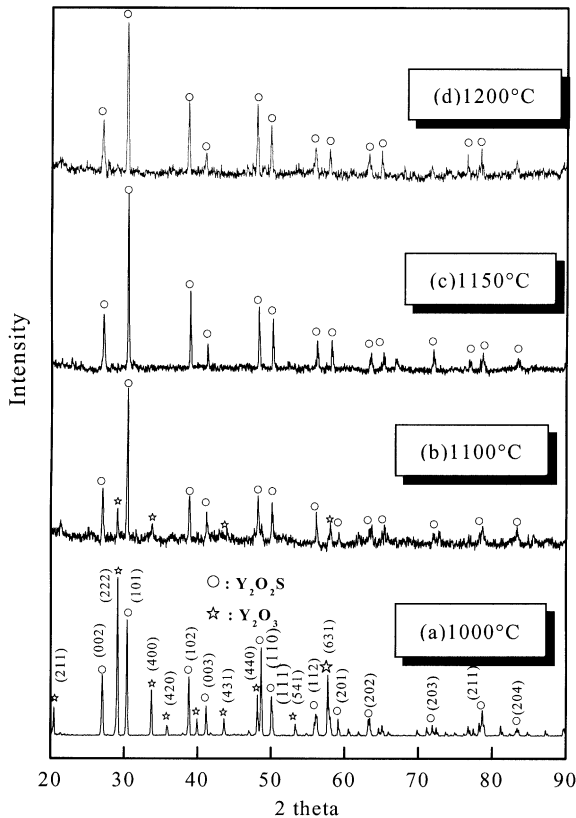 (d)1200°C
(c)1150°C
(b)1100°C
(a)1000°C
: Y2O2S
: Y2O3
(211)
(002)
(222)
(101)
(400)
(420)
(102)
(003)
(431)
(440)
(110)
(111)
(541)
(112)
(631)
(201)
(202)
(203)
(211)
(204)
Intensity
20 30 40 50 60 70 80 90
2 theta